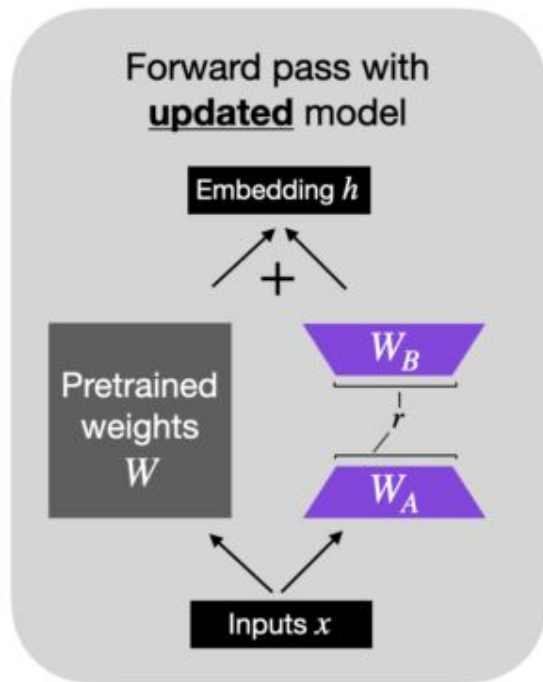 Forward pass with
updated model
Embedding h
+
Pretrained
weights
W
W_B
r
W_A
Inputs x